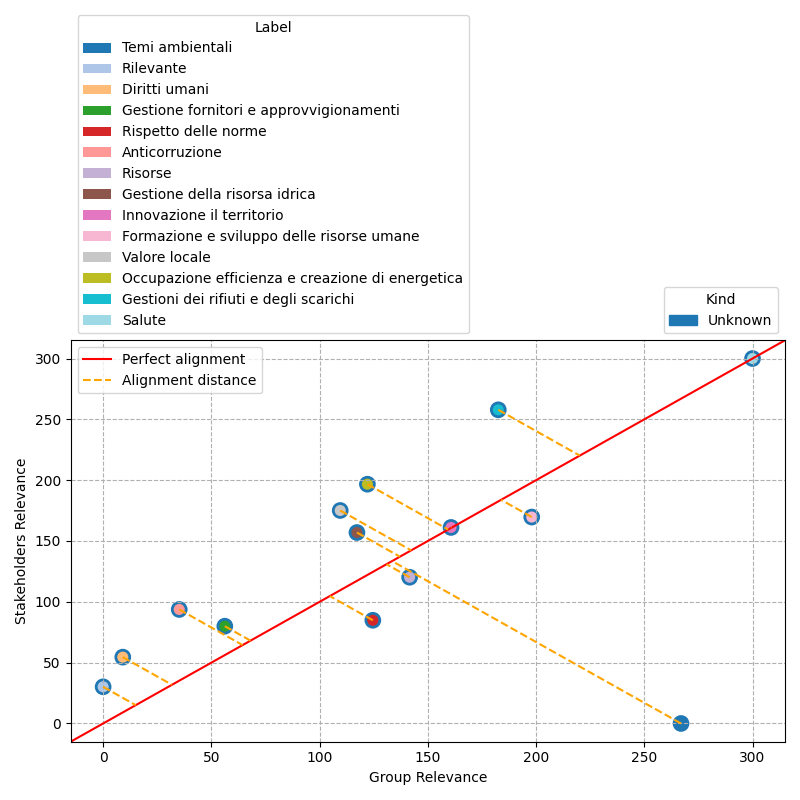 Label
Temi ambientali
Rilevante
Diritti umani
Gestione fornitori e approvvigionamenti
Rispetto delle norme
Anticorruzione
Risorse
Gestione della risorsa idrica
Innovazione il territorio
Formazione e sviluppo delle risorse umane
Valore locale
Occupazione efficienza e creazione di energetica
Gestioni dei rifiuti e degli scarichi
Salute
Kind
Unknown
Perfect alignment
Alignment distance
Stakeholders Relevance
300
250
200
150
100
50
0
0 50 100 150 200 250 300
Group Relevance